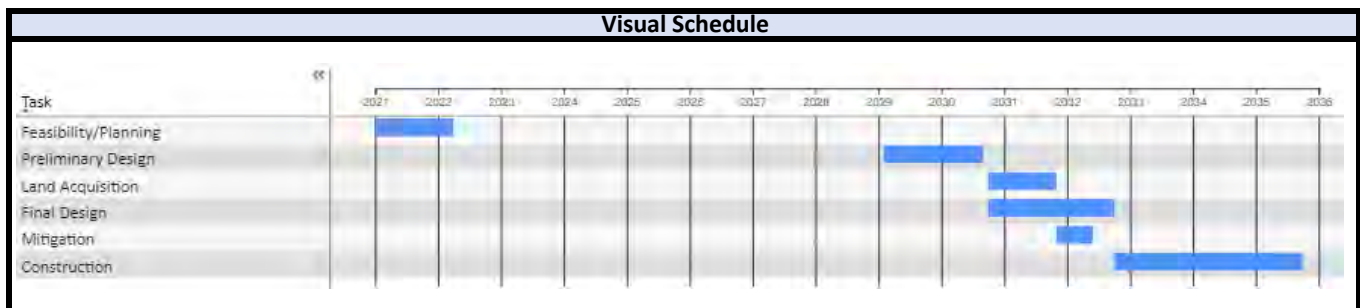 Visual Schedule
«
Task
2021 2022 2023 2024 2025 2026 2027 2028 2029 2030 2031 2032 2033 2034 2035 2036
Feasibility/Planning
Preliminary Design
Land Acquisition
Final Design
Mitigation
Construction